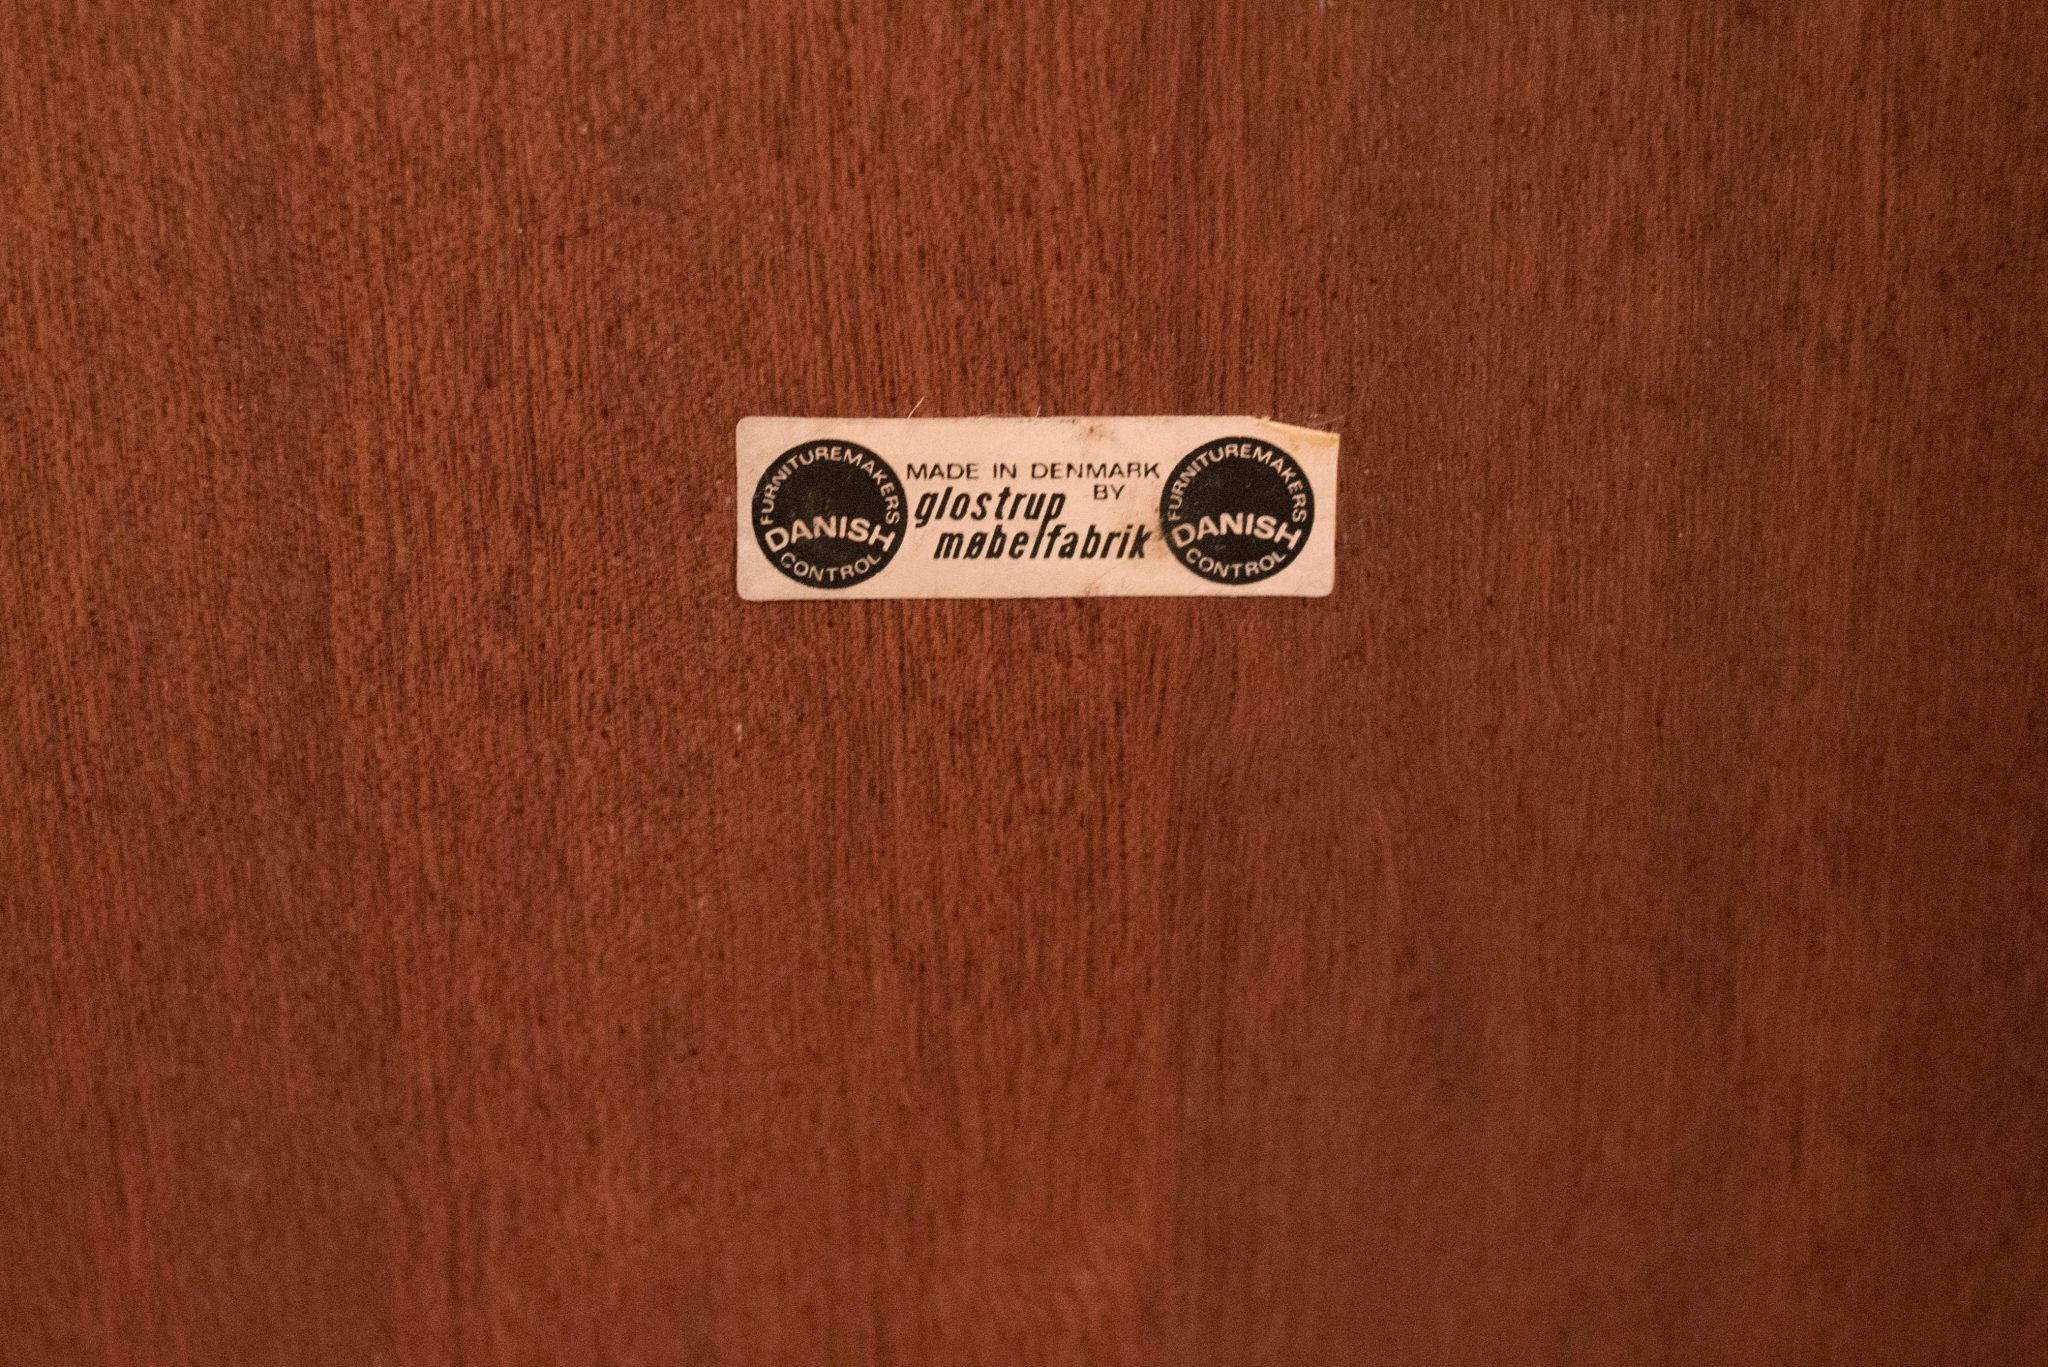 FURNITUREMAKERS
DANISH
CONTROL
MADE IN DENMARK
BY
glostrup
møbelfabrik
FURNITUREMAKERS
DANISH
CONTROL